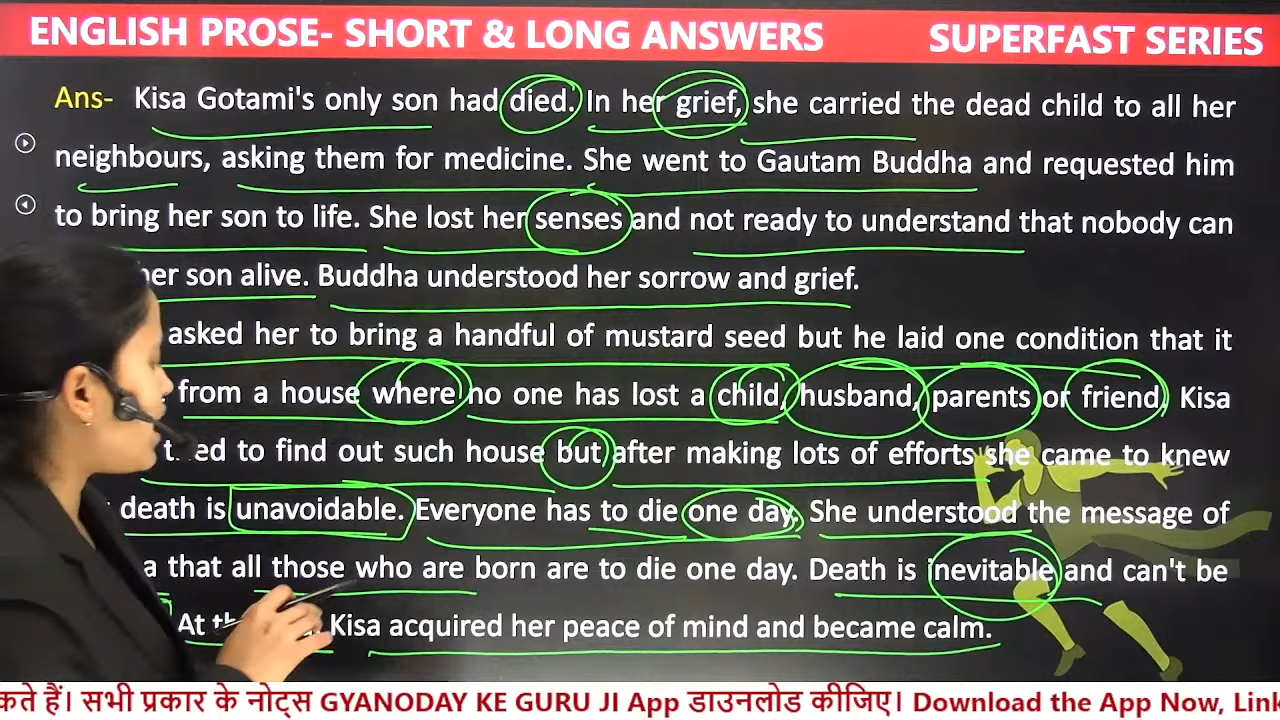 ENGLISH PROSE- SHORT & LONG ANSWERS SUPERFAST SERIES
Ans- Kisa Gotami's only son had died. In her grief, she carried the dead child to all her
neighbours, asking them for medicine. She went to Gautam Buddha and requested him
to bring her son to life. She lost her senses and not ready to understand that nobody can
her son alive. Buddha understood her sorrow and grief.
asked her to bring a handful of mustard seed but he laid one condition that it
from a house where no one has lost a child, husband, parents or friend, Kisa
to find out such house but after making lots of efforts she came to knew
death is unavoidable. Everyone has to die one day. She understood the message of
that all those who are born are to die one day. Death is inevitable and can't be
At Kisa acquired her peace of mind and became calm.
हैं। सभी प्रकार के नोट्स GYANODAY KE GURU JI App डाउनलोड कीजिए। Download the App Now,